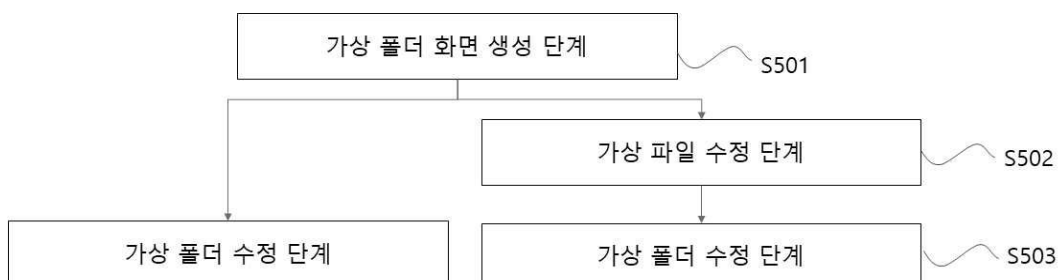 가상 폴더 화면 생성 단계
S501
가상 파일 수정 단계
S502
가상 폴더 수정 단계
가상 폴더 수정 단계
S503